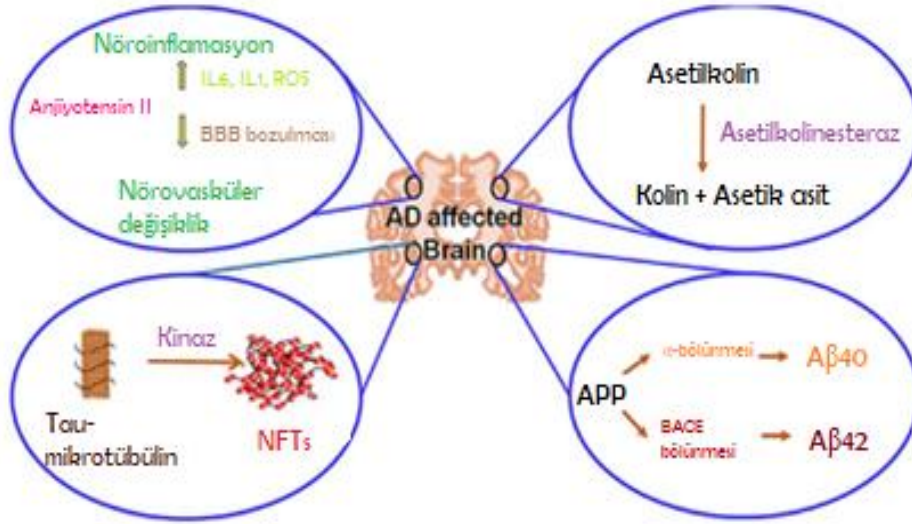 Nöroinflamasyon
IL6, IL1, ROS
Anjiyotensin II
BBB bozulması
Nörovasküler
değişiklik
Asetilkolin
Asetilkolinesteraz
Kolin + Asetik asit
AD affected
Brain
Kinaz
Tau-
mikrotübülin
NFTs
APP
α-bölünmesi
Aβ40
BACE
bölünmesi
Aβ42